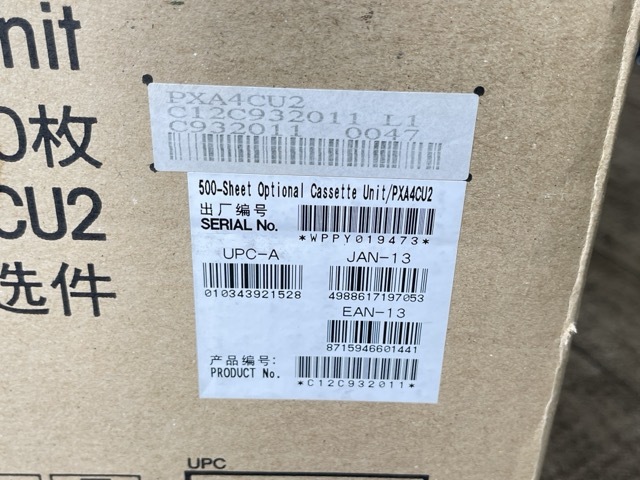 nit
0枚
CU2
选件
PXA4CU2
C12C932011 L1
C932011 0047
500-Sheet Optional Cassette Unit/PXA4CU2
出厂编号
SERIAL No.
*WPPY019473*
UPC-A
JAN-13
010343921528
4988617197053
EAN-13
8715946601441
产品编号:
PRODUCT No.
*C12C932011*
UPC